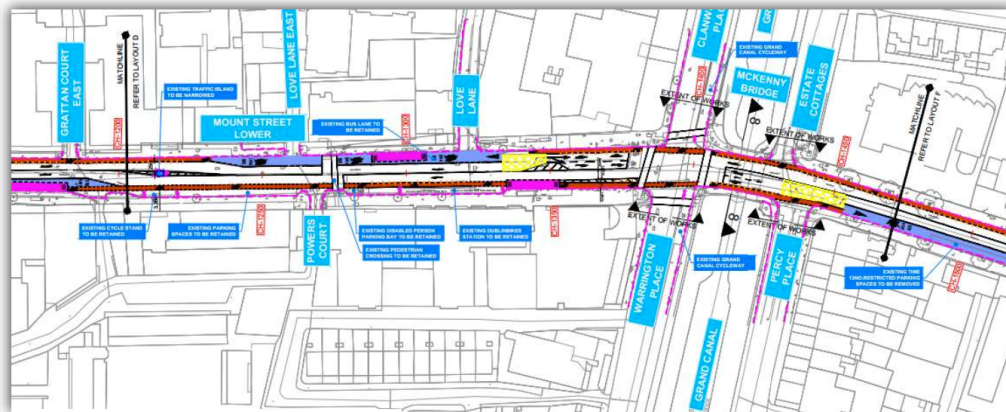 GRATTAN COURT
EAST
MATCHLINE
REFER TO LAYOUT D
EXISTING TRAFFIC ISLAND
TO BE NARROWED
LOVE LANE EAST
MOUNT STREET
LOWER
EXISTING BUS LANE TO
BE RETAINED
LOVE
LANE
CLANWILLIAM
EXISTING GRAND
CANAL CYCLEWAY
EXTENT OF WORKS
MCKENNY
BRIDGE
EXTENT OF WORKS
ESTATE
COTTAGES
MATCHLINE
REFER TO LAYOUT F
EXISTING CYCLE STAND
TO BE RETAINED
EXISTING PARKING
SPACES TO BE RETAINED
POWERS
COURT
EXISTING DISABLED PERSON
PARKING BAY TO BE RETAINED
EXISTING PEDESTRIAN
CROSSING TO BE RETAINED
EXISTING DUBLINBIKES
STATION TO BE RETAINED
EXTENT OF WORKS
WARRINGTON
PLACE
EXISTING GRAND
CANAL CYCLEWAY
GRAND CANAL
EXTENT OF WORKS
PERCY
PLACE
EXISTING TIME
12NO.RESTRICTED PARKING
SPACES TO BE REMOVED